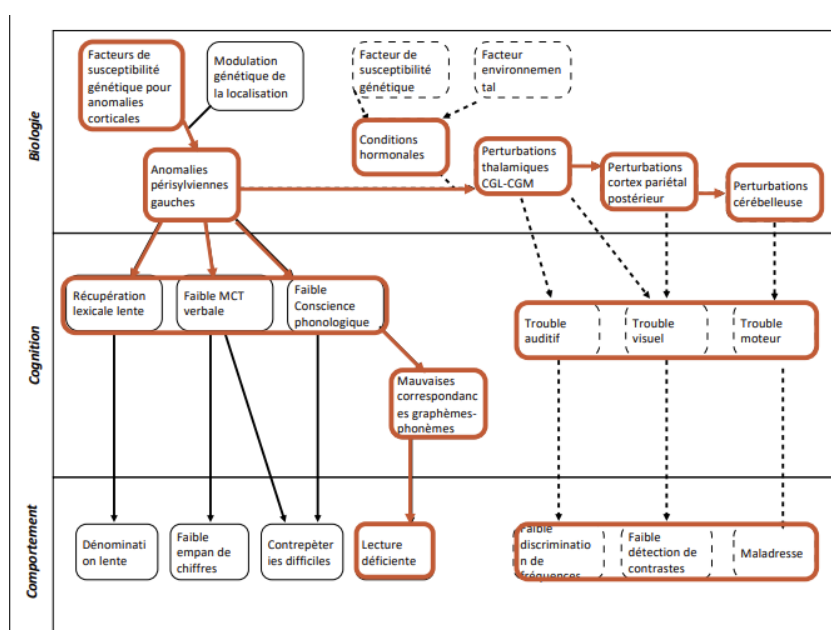 Biologie
Facteurs de
susceptibilité
génétique pour
anomalies
corticales
Modulation
génétique de
la localisation
Facteur de
susceptibilité
génétique
Facteur
environnemen
tal
Conditions
hormonales
Anomalies
périsylviennes
gauches
Perturbations
thalamiques
CGL-CGM
Perturbations
cortex pariétal
postérieur
Perturbations
cérébelleuse
Cognition
Récupération
lexicale lente
Faible MCT
verbale
Faible
Conscience
phonologique
Trouble
auditif
Trouble
visuel
Trouble
moteur
Mauvaises
correspondanc
es graphèmes-
phonèmes
Comportement
Dénominati
on lente
Faible
empan de
chiffres
Contrepèter
ies difficiles
Lecture
déficiente
Faible
discriminatio
n de
fréquences
Faible
détection de
contrastes
Maladresse